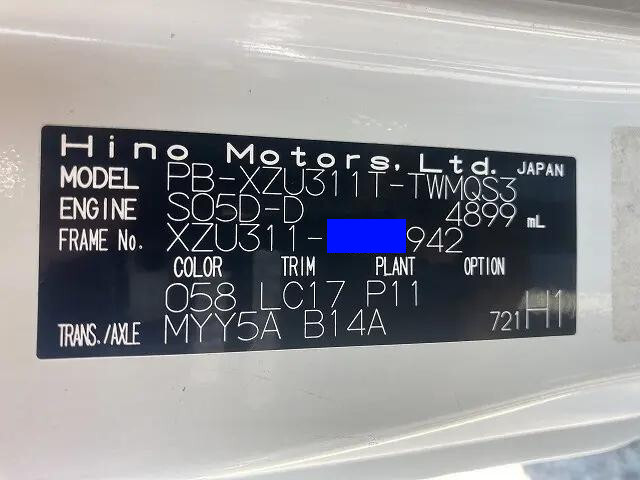 Hino Motors, Ltd. JAPAN
MODEL PB-XZU311T-TWMQS3
ENGINE S05D-D 4899 mL
FRAME No. XZU311- 942
COLOR TRIM PLANT OPTION
058 LC17 P11
TRANS./AXLE MYY5A B14A 721 H1